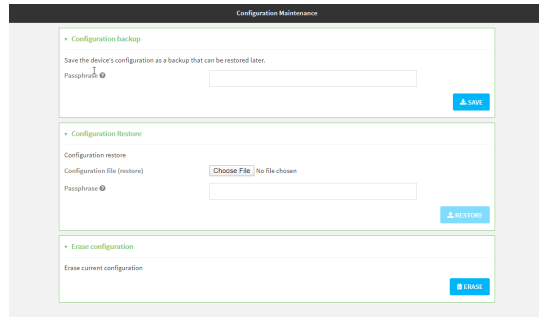 Configuration Maintenance
Configuration backup
Save the device's configuration as a backup that can be restored later.
Passphrase
SAVE
Configuration Restore
Configuration restore
Configuration file (restore) Choose File No file chosen
Passphrase
RESTORE
Erase configuration
Erase current configuration
ERASE